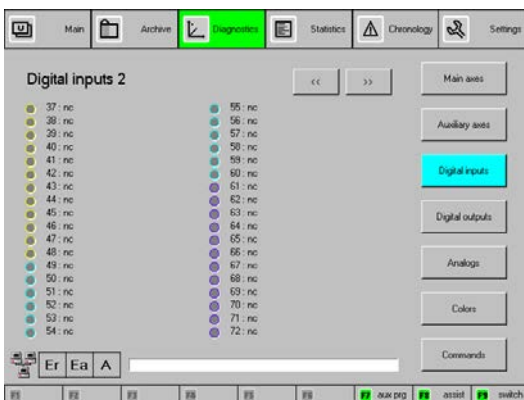 Main Archive Diagnostics Statistics Chronology Settings
Digital inputs 2
<< >>
37 : nc
38 : nc
39 : nc
40 : nc
41 : nc
42 : nc
43 : nc
44 : nc
45 : nc
46 : nc
47 : nc
48 : nc
49 : nc
50 : nc
51 : nc
52 : nc
53 : nc
54 : nc
55 : nc
56 : nc
57 : nc
58 : nc
59 : nc
60 : nc
61 : nc
62 : nc
63 : nc
64 : nc
65 : nc
66 : nc
67 : nc
68 : nc
69 : nc
70 : nc
71 : nc
72 : nc
Main axes
Auxiliary axes
Digital inputs
Digital outputs
Analogs
Colors
Commands
Er Ea A
F1 F2 F3 F4 F5 F6 F7 aux prg F8 assist F9 switch